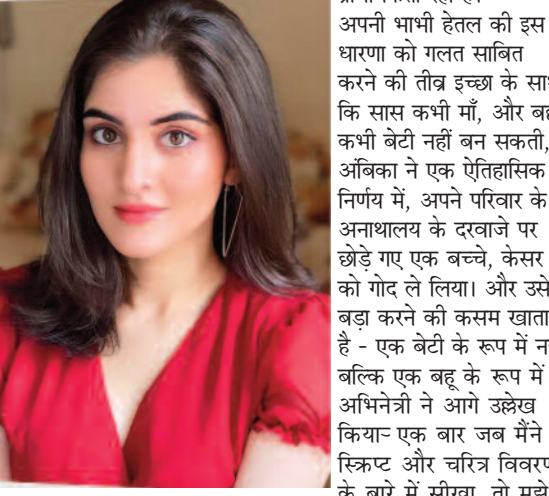 अपनी भाभी हेतल की इस
धारणा को गलत साबित
करने की तीव्र इच्छा के
कि सास कभी माँ, और
कभी बेटी नहीं बन सकती,
अंबिका ने एक ऐतिहासिक
निर्णय में, अपने परिवार के
अनाथालय के दरवाजे पर
छोड़े गए एक बच्चे, केसर
को गोद ले लिया। और उसे
बड़ा करने की कसम खाता
है - एक बेटी के रूप में
बल्कि एक बहू के रूप में
अभिनेत्री ने आगे उल्लेख
किया- एक बार जब मैंने
स्क्रिप्ट और चरित्र
के बारे में सीखा, तो मुझे